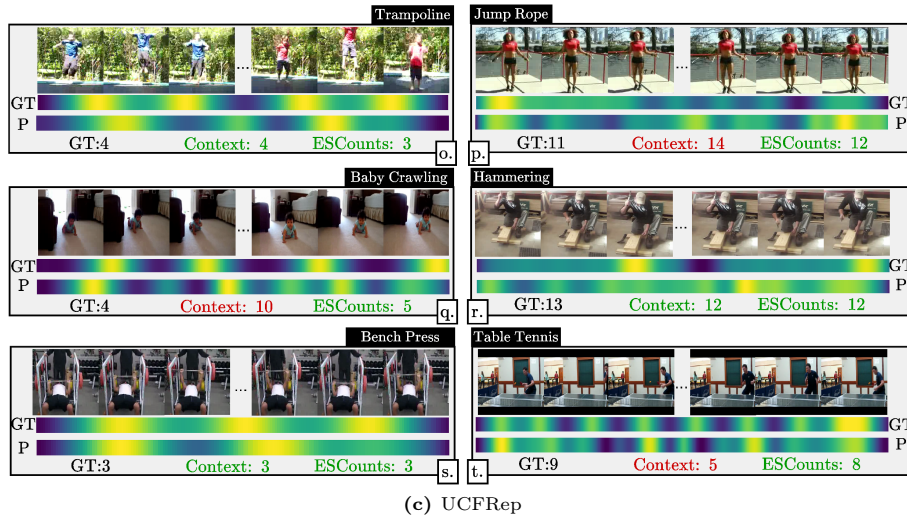 Trampoline
...
GT
P
GT:4 Context: 4 ESCounts: 3
o.
Jump Rope
...
GT
P
GT:11 Context: 14 ESCounts: 12
p.
Baby Crawling
...
GT
P
GT:4 Context: 10 ESCounts: 5
q.
Hammering
...
GT
P
GT:13 Context: 12 ESCounts: 12
r.
Bench Press
...
GT
P
GT:3 Context: 3 ESCounts: 3
s.
Table Tennis
...
GT
P
GT:9 Context: 5 ESCounts: 8
t.
(c) UCFRep